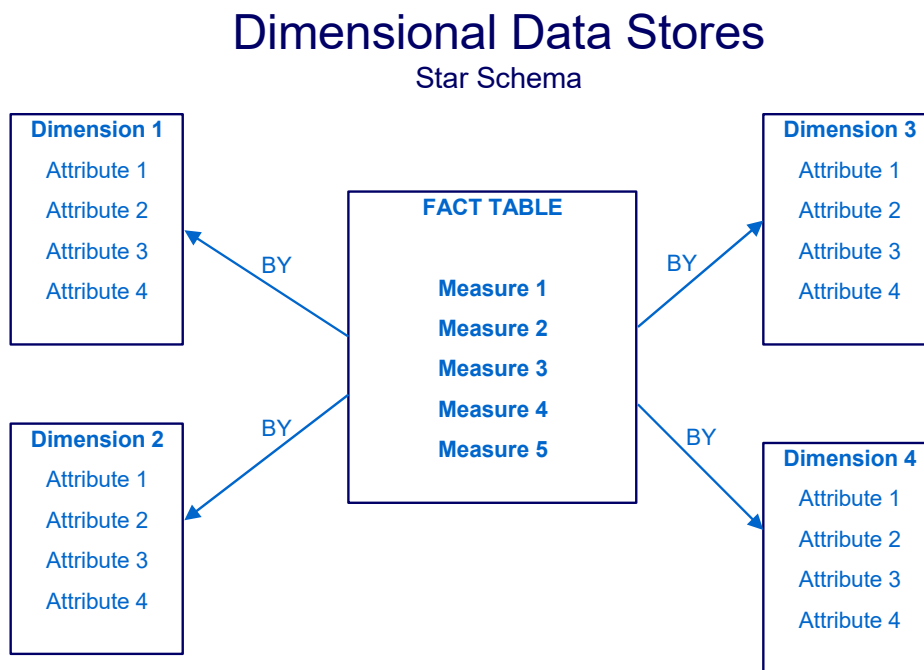 Dimensional Data Stores
Star Schema
Dimension 1
Attribute 1
Attribute 2
Attribute 3
Attribute 4
BY
Dimension 2
Attribute 1
Attribute 2
Attribute 3
Attribute 4
BY
FACT TABLE
Measure 1
Measure 2
Measure 3
Measure 4
Measure 5
BY
Dimension 3
Attribute 1
Attribute 2
Attribute 3
Attribute 4
BY
Dimension 4
Attribute 1
Attribute 2
Attribute 3
Attribute 4